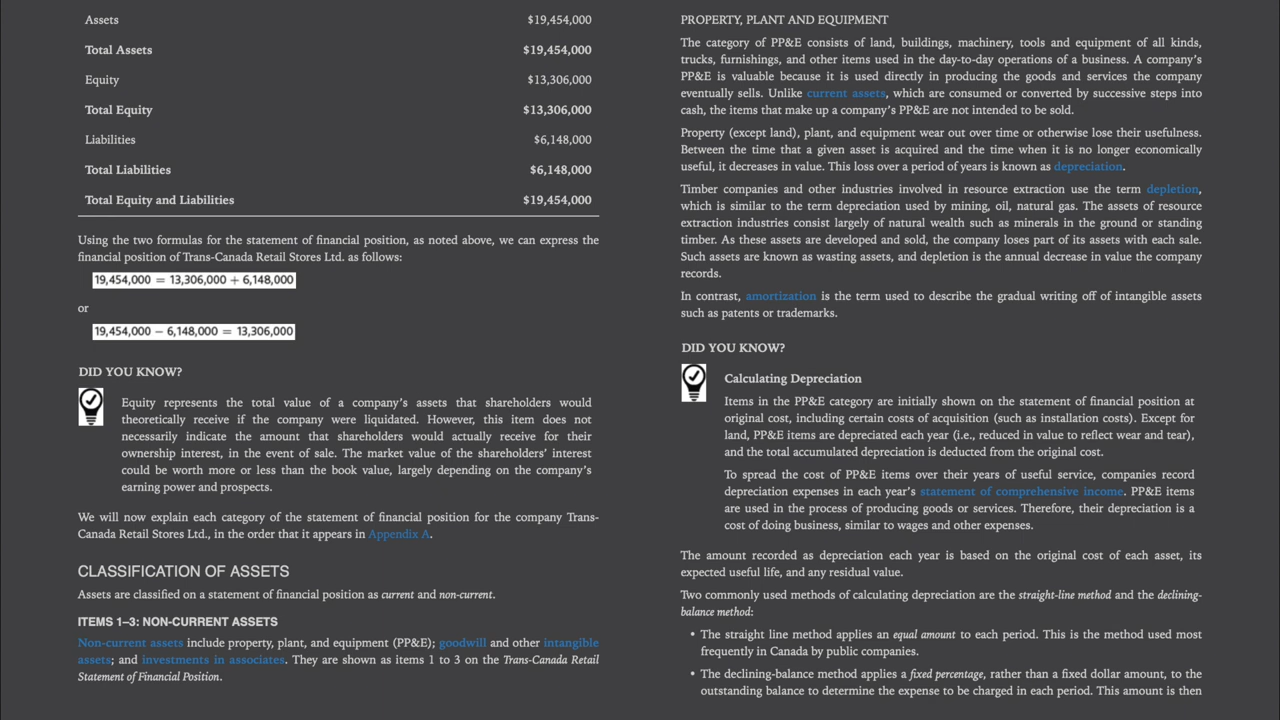 Assets $19,454,000
Total Assets $19,454,000
Equity $13,306,000
Total Equity $13,306,000
Liabilities $6,148,000
Total Liabilities $6,148,000
Total Equity and Liabilities $19,454,000
Using the two formulas for the statement of financial position, as noted above, we can express the
financial position of Trans-Canada Retail Stores Ltd. as follows:
19,454,000 = 13,306,000 + 6,148,000
or
19,454,000 − 6,148,000 = 13,306,000
DID YOU KNOW?
Equity represents the total value of a company's assets that shareholders would
theoretically receive if the company were liquidated. However, this item does not
necessarily indicate the amount that shareholders would actually receive for their
ownership interest, in the event of sale. The market value of the shareholders' interest
could be worth more or less than the book value, largely depending on the company's
earning power and prospects.
We will now explain each category of the statement of financial position for the company Trans-
Canada Retail Stores Ltd., in the order that it appears in Appendix A.
CLASSIFICATION OF ASSETS
Assets are classified on a statement of financial position as current and non-current.
ITEMS 1–3: NON-CURRENT ASSETS
Non-current assets include property, plant, and equipment (PP&E); goodwill and other intangible
assets; and investments in associates. They are shown as items 1 to 3 on the Trans-Canada Retail
Statement of Financial Position.
PROPERTY, PLANT AND EQUIPMENT
The category of PP&E consists of land, buildings, machinery, tools and equipment of all kinds,
trucks, furnishings, and other items used in the day-to-day operations of a business. A company's
PP&E is valuable because it is used directly in producing the goods and services the company
eventually sells. Unlike current assets, which are consumed or converted by successive steps into
cash, the items that make up a company's PP&E are not intended to be sold.
Property (except land), plant, and equipment wear out over time or otherwise lose their usefulness.
Between the time that a given asset is acquired and the time when it is no longer economically
useful, it decreases in value. This loss over a period of years is known as depreciation.
Timber companies and other industries involved in resource extraction use the term depletion,
which is similar to the term depreciation used by mining, oil, natural gas. The assets of resource
extraction industries consist largely of natural wealth such as minerals in the ground or standing
timber. As these assets are developed and sold, the company loses part of its assets with each sale.
Such assets are known as wasting assets, and depletion is the annual decrease in value the company
records.
In contrast, amortization is the term used to describe the gradual writing off of intangible assets
such as patents or trademarks.
DID YOU KNOW?
Calculating Depreciation
Items in the PP&E category are initially shown on the statement of financial position at
original cost, including certain costs of acquisition (such as installation costs). Except for
land, PP&E items are depreciated each year (i.e., reduced in value to reflect wear and tear),
and the total accumulated depreciation is deducted from the original cost.
To spread the cost of PP&E items over their years of useful service, companies record
depreciation expenses in each year's statement of comprehensive income. PP&E items
are used in the process of producing goods or services. Therefore, their depreciation is a
cost of doing business, similar to wages and other expenses.
The amount recorded as depreciation each year is based on the original cost of each asset, its
expected useful life, and any residual value.
Two commonly used methods of calculating depreciation are the straight-line method and the declining-
balance method:
• The straight line method applies an equal amount to each period. This is the method used most
frequently in Canada by public companies.
• The declining-balance method applies a fixed percentage, rather than a fixed dollar amount, to the
outstanding balance to determine the expense to be charged in each period. This amount is then